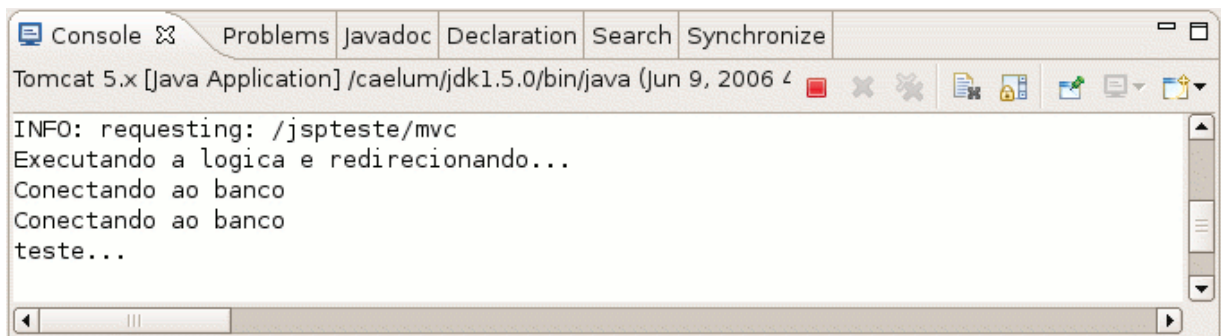 Console Problems Javadoc Declaration Search Synchronize
Tomcat 5.x [Java Application] /caelum/jdk1.5.0/bin/java (Jun 9, 2006 4
INFO: requesting: /jspteste/mvc
Executando a logica e redirecionando...
Conectando ao banco
Conectando ao banco
teste...